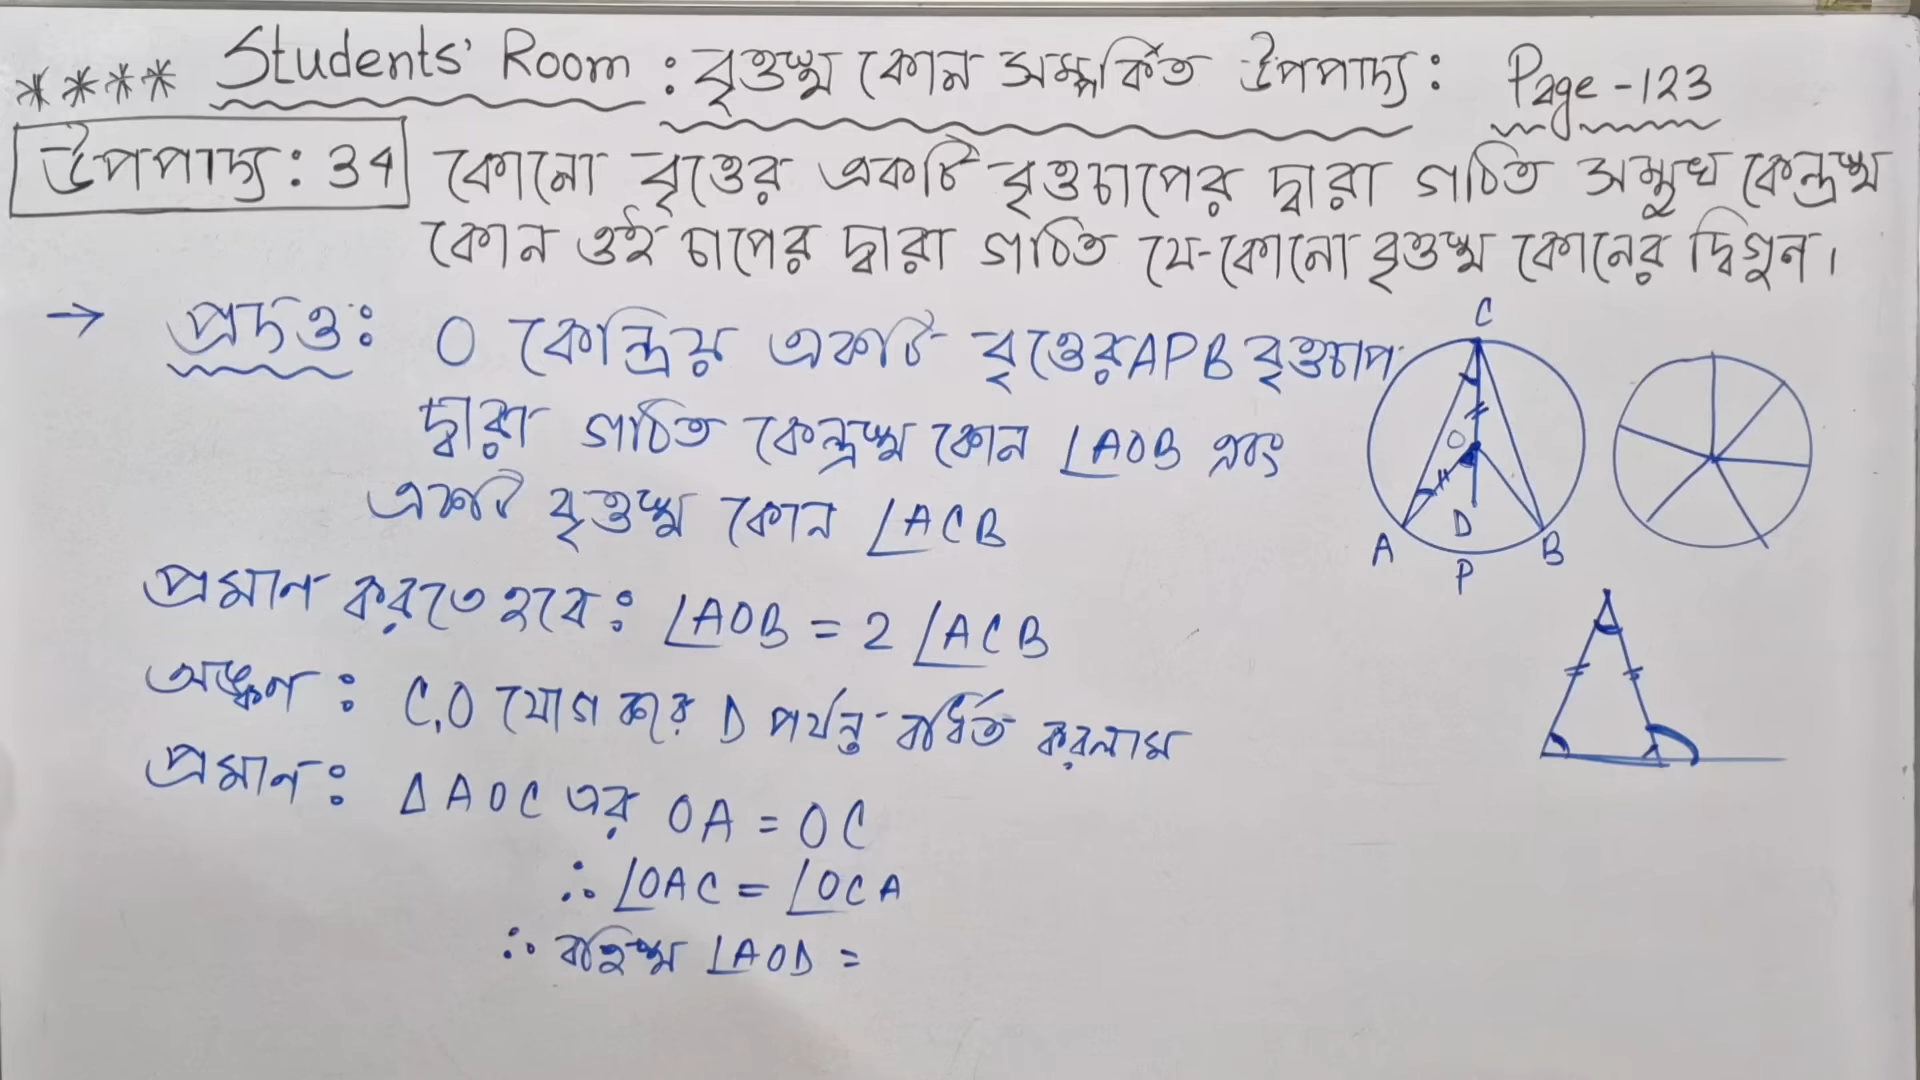 **** Students' Room : বৃত্তস্থ কোন সম্পর্কিত উপপাদ্য : Page-123
উপপাদ্য : 34 কোনো বৃত্তের একটি বৃত্তচাপের দ্বারা গঠিত সম্মুখ কেন্দ্রস্থ
কোন ওই চাপের দ্বারা গঠিত যে-কোনো বৃত্তস্থ কোনের দ্বিগুন।
→ প্রদত্ত : O কেন্দ্রিয় একটি বৃত্তের APB বৃত্তচাপ
দ্বারা গঠিত কেন্দ্রস্থ কোন ∠AOB এবং
একটি বৃত্তস্থ কোন ∠ACB
প্রমান করতে হবে : ∠AOB = 2 ∠ACB
অঙ্কণ : C,O যোগ করে D পর্যন্ত বর্ধিত করলাম
প্রমান : ΔAOC এর OA = OC
∴ ∠OAC = ∠OCA
∴ বহিস্থ ∠AOD =
C
O
D
A
B
P